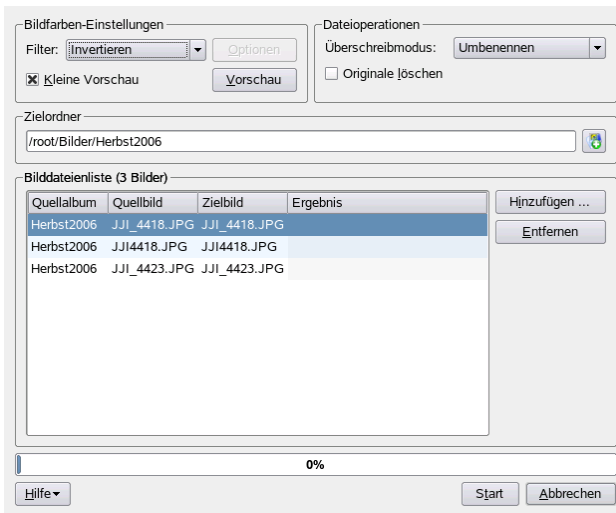 Bildfarben-Einstellungen
Filter: Invertieren Optionen
Kleine Vorschau Vorschau
Dateioperationen
Überschreibmodus: Umbenennen
Originale löschen
Zielordner
/root/Bilder/Herbst2006
Bilddateienliste (3 Bilder)
Quellalbum Quellbild Zielbild Ergebnis
Herbst2006 JJI_4418.JPG JJI_4418.JPG
Herbst2006 JJI4418.JPG JJI4418.JPG
Herbst2006 JJI_4423.JPG JJI_4423.JPG
Hinzufügen ...
Entfernen
0%
Hilfe Start Abbrechen